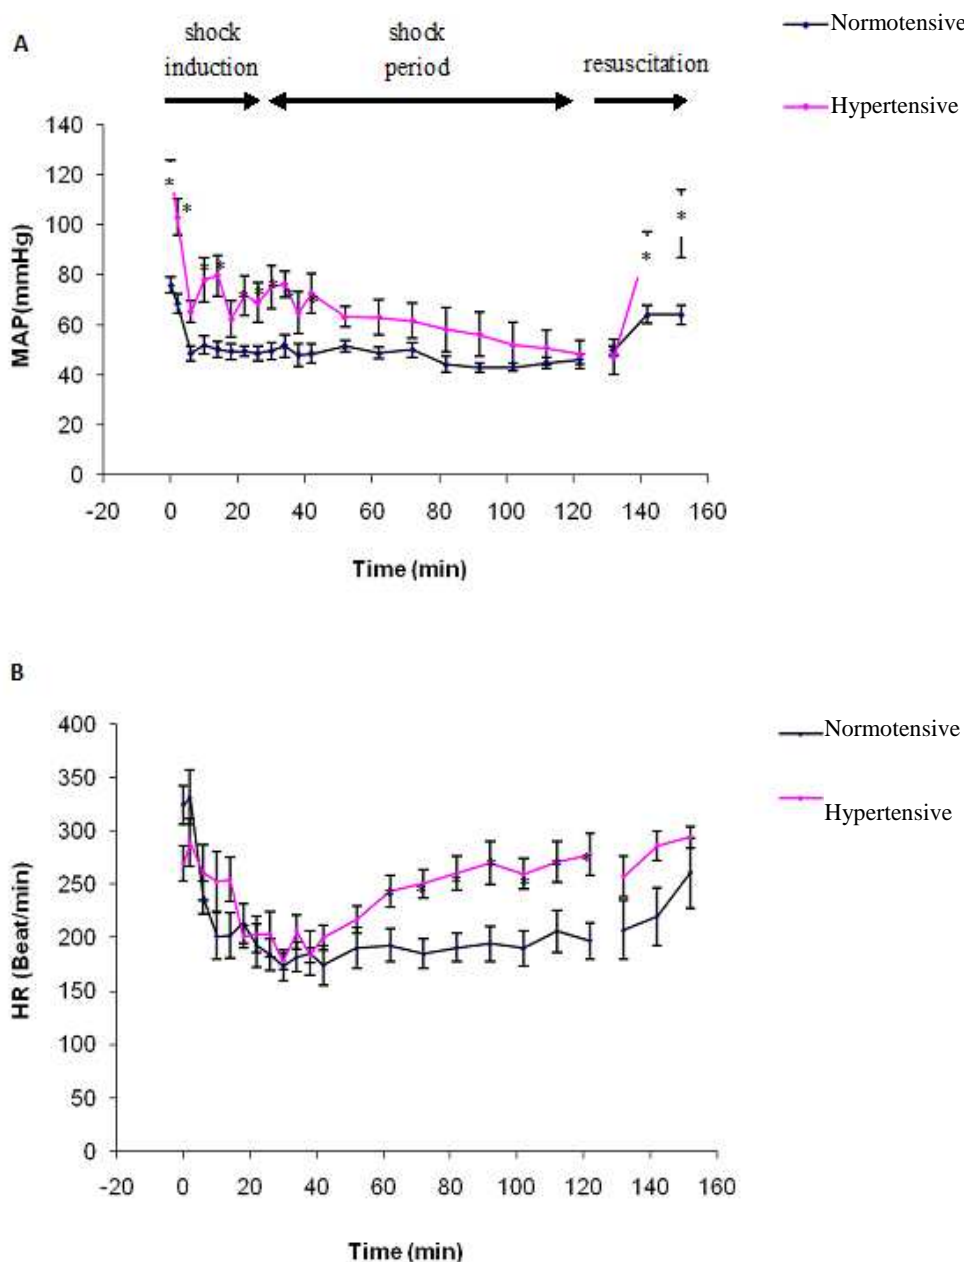 A
shock
induction
shock
period
resuscitation
Normotensive
Hypertensive
140
120
100
80
60
40
20
0
MAP(mmHg)
* * * * * * * * * * * *
-20 0 20 40 60 80 100 120 140 160
Time (min)
B
Normotensive
Hypertensive
400
350
300
250
200
150
100
50
0
HR (Beat/min)
* * * * * * * *
-20 0 20 40 60 80 100 120 140 160
Time (min)